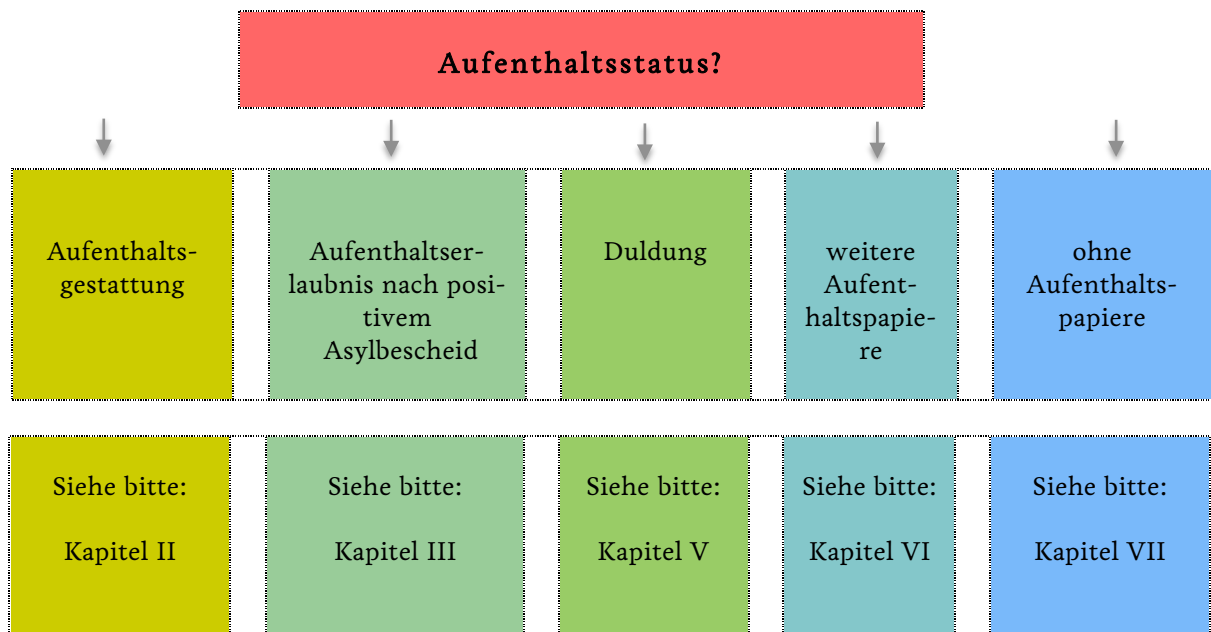 Aufenthaltsstatus?
Aufenthalts-
gestattung
Aufenthaltser-
laubnis nach posi-
tivem
Asylbescheid
Duldung
weitere
Aufent-
haltspapie-
re
ohne
Aufenthalts-
papiere
Siehe bitte:
Kapitel II
Siehe bitte:
Kapitel III
Siehe bitte:
Kapitel V
Siehe bitte:
Kapitel VI
Siehe bitte:
Kapitel VII